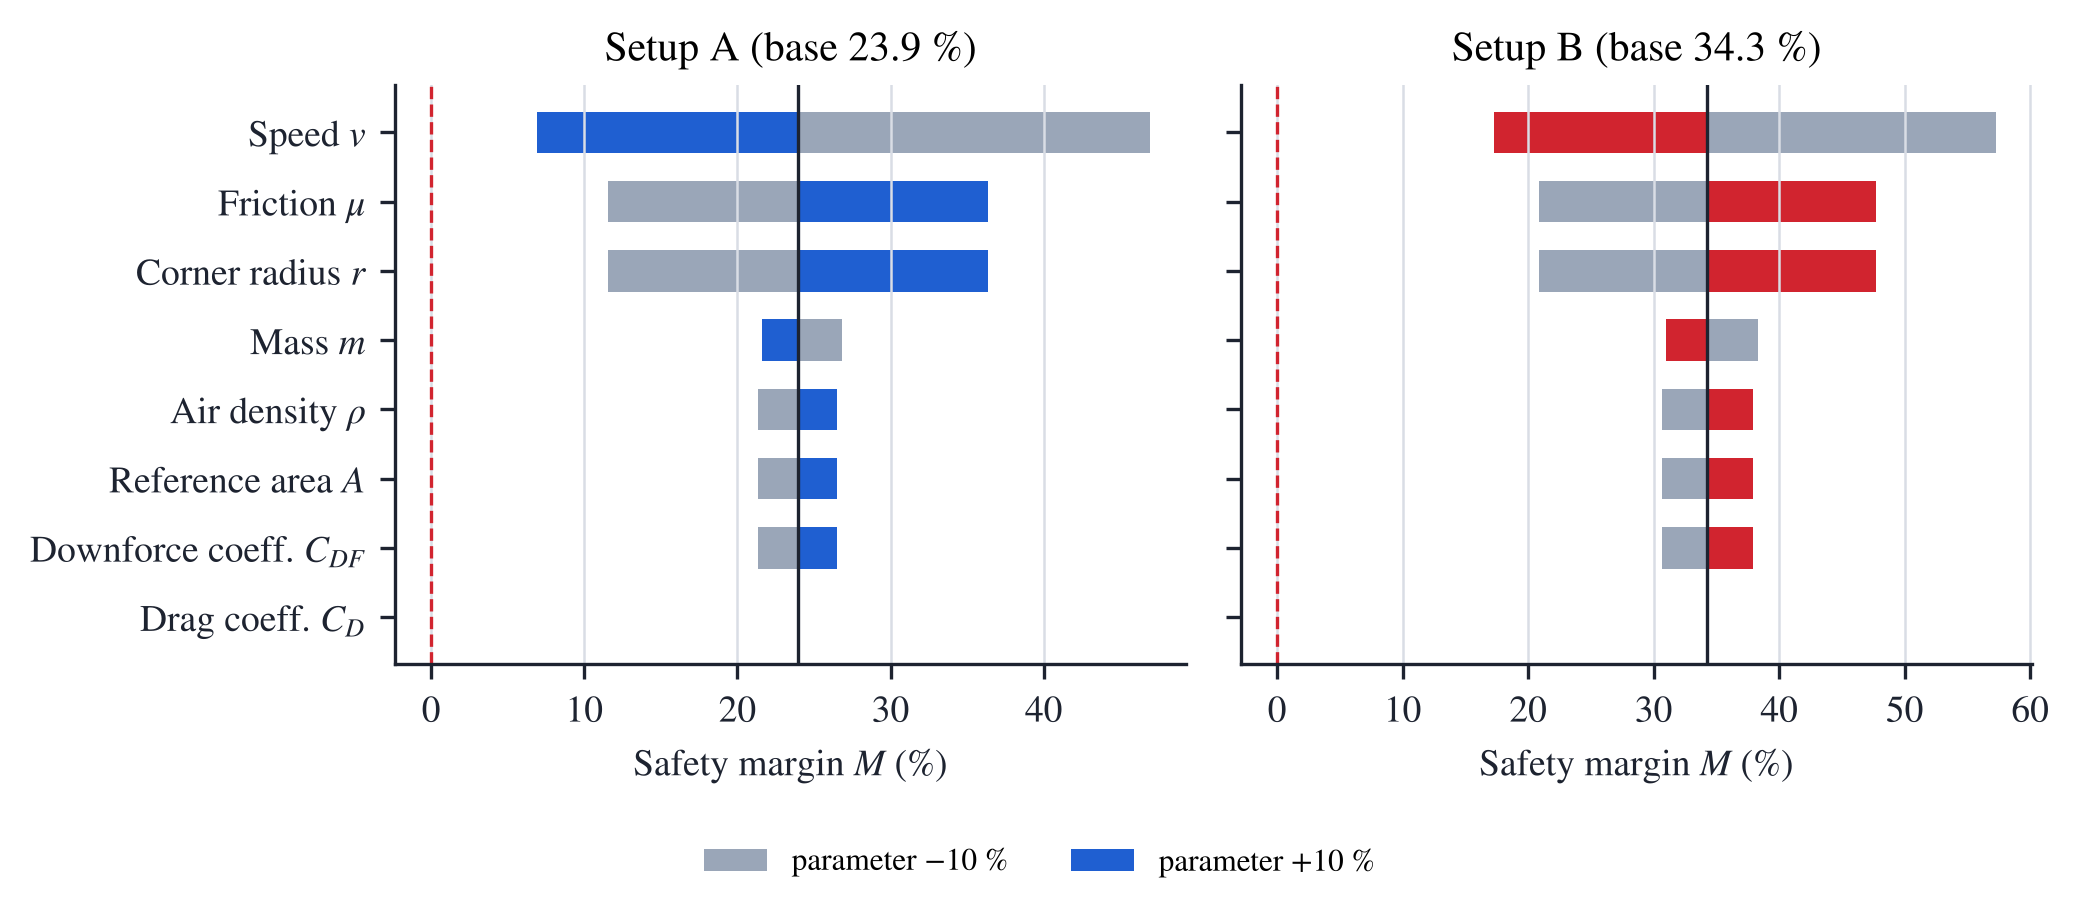 Setup A (base 23.9 %)
Setup B (base 34.3 %)
Speed v
Friction μ
Corner radius r
Mass m
Air density ρ
Reference area A
Downforce coeff. C_DF
Drag coeff. C_D
0 10 20 30 40
0 10 20 30 40 50 60
Safety margin M (%)
Safety margin M (%)
parameter −10 %
parameter +10 %